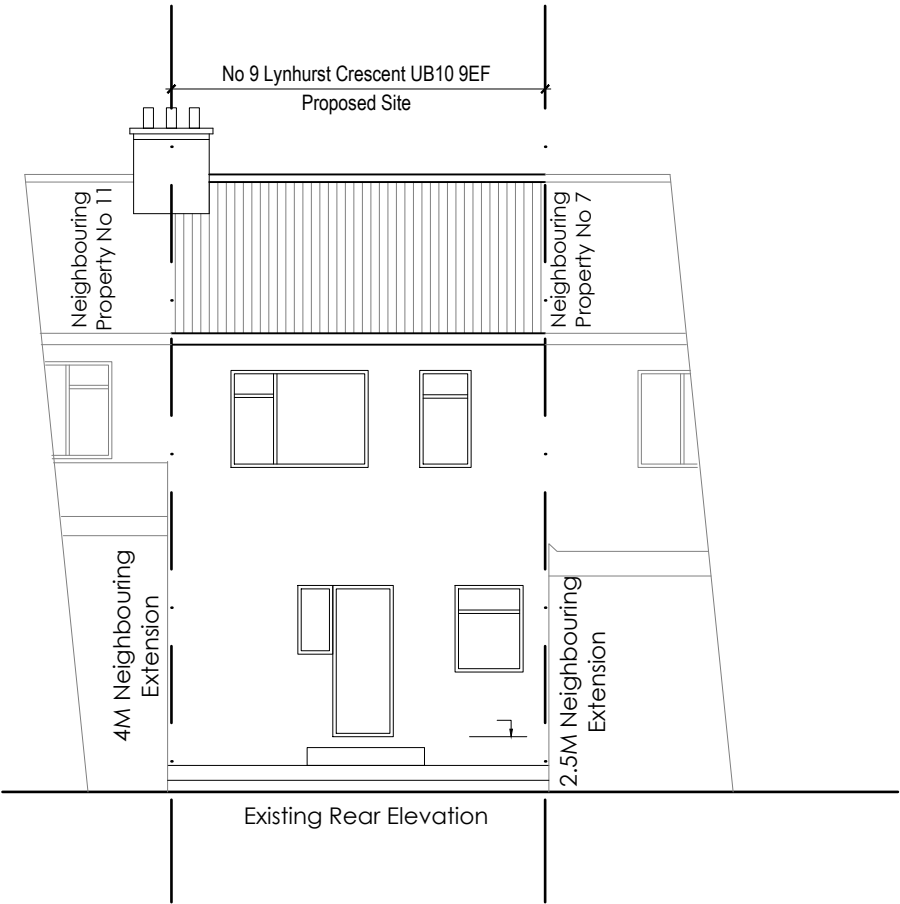 No 9 Lynhurst Crescent UB10 9EF
Proposed Site
Neighbouring
Property No 11
Neighbouring
Property No 7
4M Neighbouring
Extension
2.5M Neighbouring
Extension
Existing Rear Elevation